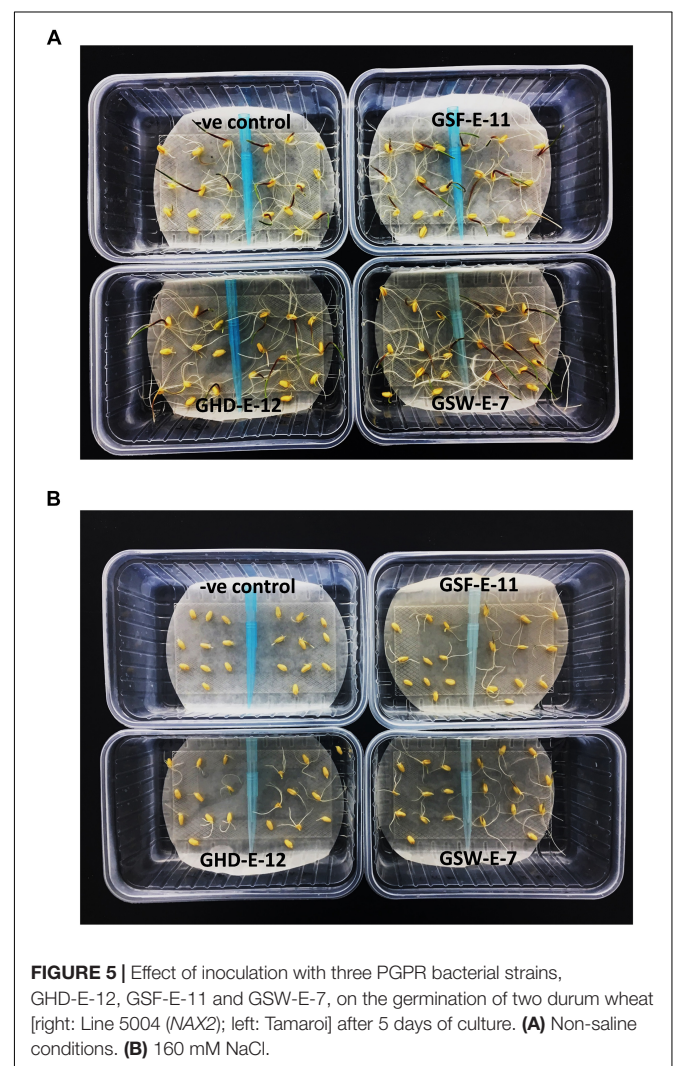 A
-ve control
GSF-E-11
GHD-E-12
GSW-E-7
B
-ve control
GSF-E-11
GHD-E-12
GSW-E-7
FIGURE 5 | Effect of inoculation with three PGPR bacterial strains,
GHD-E-12, GSF-E-11 and GSW-E-7, on the germination of two durum wheat
[right: Line 5004 (NAX2); left: Tamaroi] after 5 days of culture. (A) Non-saline
conditions. (B) 160 mM NaCl.